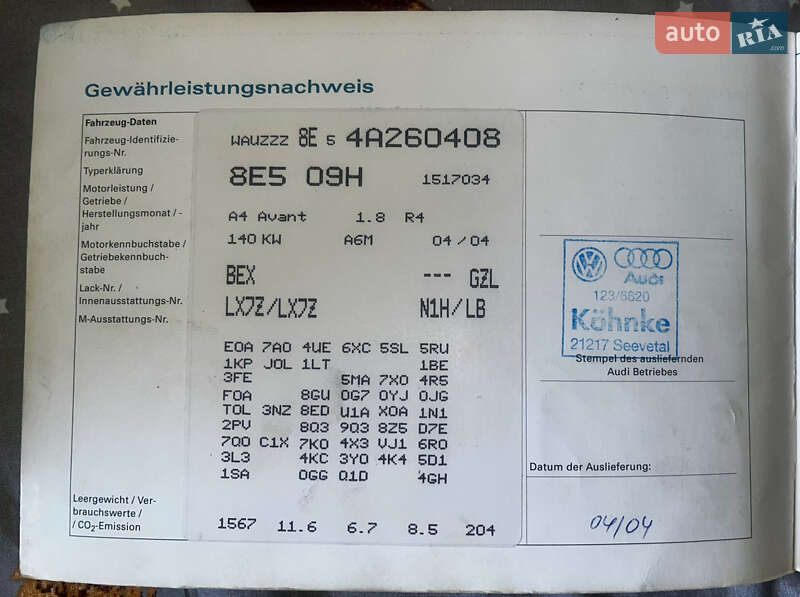 auto RIA .com
Gewährleistungsnachweis
Fahrzeug-Daten
Fahrzeug-Identifizie-
rungs-Nr.
Typerklärung
Motorleistung /
Getriebe /
Herstellungsmonat / -
jahr
Motorkennbuchstabe /
Getriebekennbuch-
stabe
Lack-Nr. /
Innenausstattungs-Nr.
M-Ausstattungs-Nr.
Leergewicht / Ver-
brauchswerte /
/ CO2-Emission
WAUZZZ 8E 5 4A260408
8E5 09H 1517034
A4 Avant 1.8 R4
140 KW A6M 04/04
BEX --- GZL
LX7Z/LX7Z N1H/LB
E0A 7A0 4UE 6XC 5SL 5RU
1KP J0L 1LT 1BE
3FE 5MA 7X0 4R5
F0A 8GU 0G7 0YJ 0JG
T0L 3NZ 8ED U1A X0A 1N1
2PV 8Q3 9Q3 8Z5 D7E
7Q0 C1X 7K0 4X3 VJ1 6R0
3L3 4KC 3Y0 4K4 5D1
1SA 0GG Q1D 4GH
1567 11.6 6.7 8.5 204
Audi
123/6620
Köhnke
21217 Seevetal
Stempel des ausliefernden
Audi Betriebes
Datum der Auslieferung:
04/04